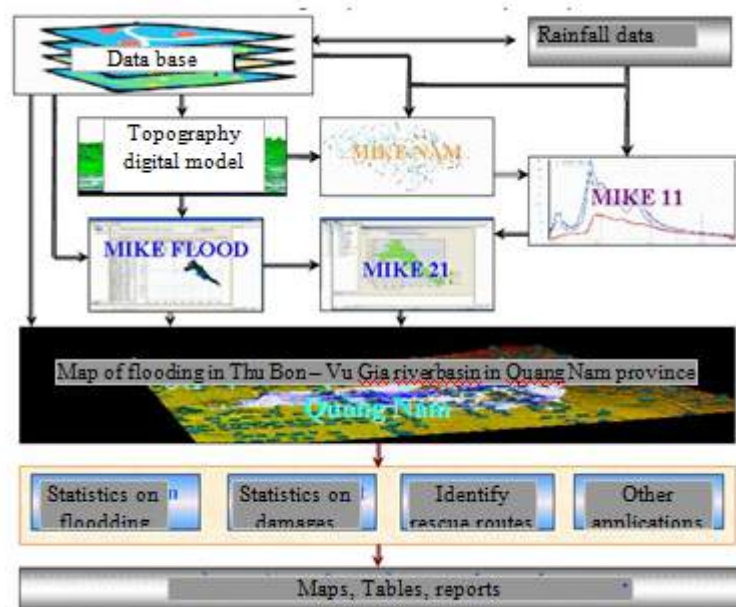 Data base
Rainfall data
Topography
digital model
MIKE NAM
MIKE 11
MIKE FLOOD
MIKE 21
Map of flooding in Thu Bon – Vu Gia riverbasin in Quang Nam province
Quang Nam
Statistics on
floodding
Statistics on
damages
Identify
rescue routes
Other
applications
Maps, Tables, reports